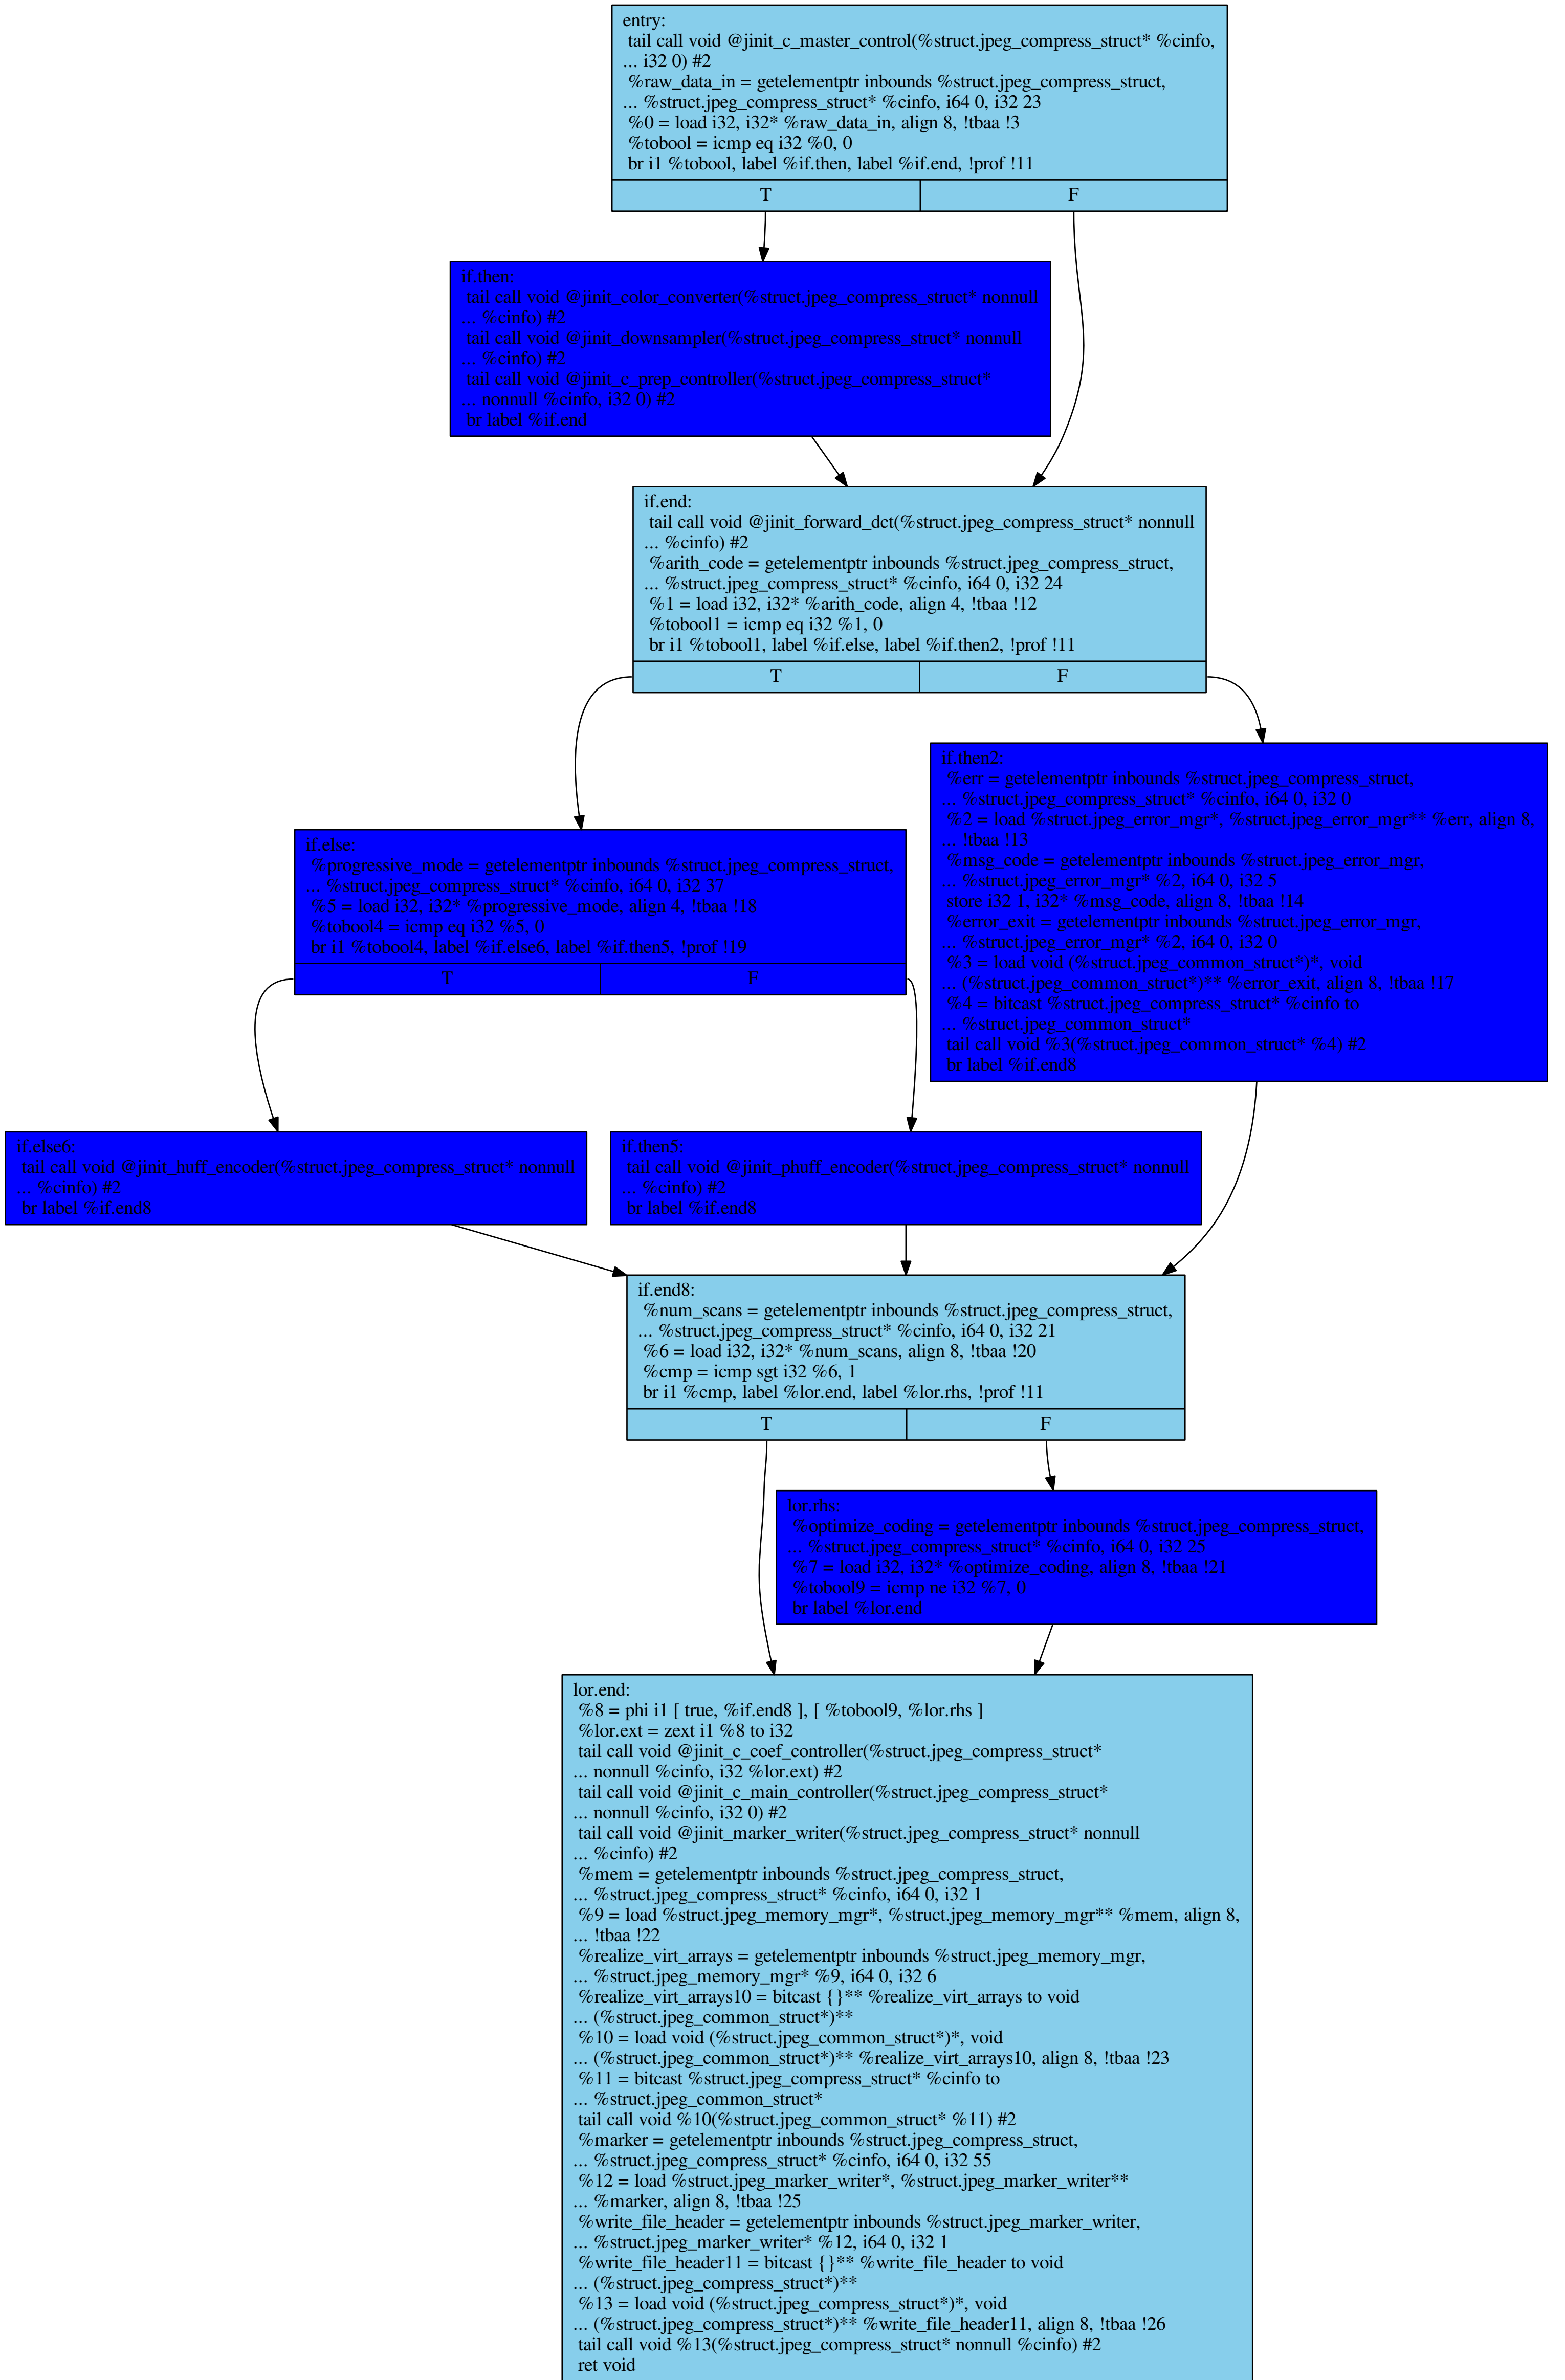 entry:
tail call void @jinit_c_master_control(%struct.jpeg_compress_struct* %cinfo,
... i32 0) #2
%raw_data_in = getelementptr inbounds %struct.jpeg_compress_struct,
... %struct.jpeg_compress_struct* %cinfo, i64 0, i32 23
%0 = load i32, i32* %raw_data_in, align 8, !tbaa !3
%tobool = icmp eq i32 %0, 0
br i1 %tobool, label %if.then, label %if.end, !prof !11
T F
if.then:
tail call void @jinit_color_converter(%struct.jpeg_compress_struct* nonnull
... %cinfo) #2
tail call void @jinit_downsampler(%struct.jpeg_compress_struct* nonnull
... %cinfo) #2
tail call void @jinit_c_prep_controller(%struct.jpeg_compress_struct*
... nonnull %cinfo, i32 0) #2
br label %if.end
if.end:
tail call void @jinit_forward_dct(%struct.jpeg_compress_struct* nonnull
... %cinfo) #2
%arith_code = getelementptr inbounds %struct.jpeg_compress_struct,
... %struct.jpeg_compress_struct* %cinfo, i64 0, i32 24
%1 = load i32, i32* %arith_code, align 4, !tbaa !12
%tobool1 = icmp eq i32 %1, 0
br i1 %tobool1, label %if.else, label %if.then2, !prof !11
T F
if.then2:
%err = getelementptr inbounds %struct.jpeg_compress_struct,
... %struct.jpeg_compress_struct* %cinfo, i64 0, i32 0
%2 = load %struct.jpeg_error_mgr*, %struct.jpeg_error_mgr** %err, align 8,
... !tbaa !13
%msg_code = getelementptr inbounds %struct.jpeg_error_mgr,
... %struct.jpeg_error_mgr* %2, i64 0, i32 5
store i32 1, i32* %msg_code, align 8, !tbaa !14
%error_exit = getelementptr inbounds %struct.jpeg_error_mgr,
... %struct.jpeg_error_mgr* %2, i64 0, i32 0
%3 = load void (%struct.jpeg_common_struct*)*, void
... (%struct.jpeg_common_struct*)** %error_exit, align 8, !tbaa !17
%4 = bitcast %struct.jpeg_compress_struct* %cinfo to
... %struct.jpeg_common_struct*
tail call void %3(%struct.jpeg_common_struct* %4) #2
br label %if.end8
if.else:
%progressive_mode = getelementptr inbounds %struct.jpeg_compress_struct,
... %struct.jpeg_compress_struct* %cinfo, i64 0, i32 37
%5 = load i32, i32* %progressive_mode, align 4, !tbaa !18
%tobool4 = icmp eq i32 %5, 0
br i1 %tobool4, label %if.else6, label %if.then5, !prof !19
T F
if.else6:
tail call void @jinit_huff_encoder(%struct.jpeg_compress_struct* nonnull
... %cinfo) #2
br label %if.end8
if.then5:
tail call void @jinit_phuff_encoder(%struct.jpeg_compress_struct* nonnull
... %cinfo) #2
br label %if.end8
if.end8:
%num_scans = getelementptr inbounds %struct.jpeg_compress_struct,
... %struct.jpeg_compress_struct* %cinfo, i64 0, i32 21
%6 = load i32, i32* %num_scans, align 8, !tbaa !20
%cmp = icmp sgt i32 %6, 1
br i1 %cmp, label %lor.end, label %lor.rhs, !prof !11
T F
lor.rhs:
%optimize_coding = getelementptr inbounds %struct.jpeg_compress_struct,
... %struct.jpeg_compress_struct* %cinfo, i64 0, i32 25
%7 = load i32, i32* %optimize_coding, align 8, !tbaa !21
%tobool9 = icmp ne i32 %7, 0
br label %lor.end
lor.end:
%8 = phi i1 [ true, %if.end8 ], [ %tobool9, %lor.rhs ]
%lor.ext = zext i1 %8 to i32
tail call void @jinit_c_coef_controller(%struct.jpeg_compress_struct*
... nonnull %cinfo, i32 %lor.ext) #2
tail call void @jinit_c_main_controller(%struct.jpeg_compress_struct*
... nonnull %cinfo, i32 0) #2
tail call void @jinit_marker_writer(%struct.jpeg_compress_struct* nonnull
... %cinfo) #2
%mem = getelementptr inbounds %struct.jpeg_compress_struct,
... %struct.jpeg_compress_struct* %cinfo, i64 0, i32 1
%9 = load %struct.jpeg_memory_mgr*, %struct.jpeg_memory_mgr** %mem, align 8,
... !tbaa !22
%realize_virt_arrays = getelementptr inbounds %struct.jpeg_memory_mgr,
... %struct.jpeg_memory_mgr* %9, i64 0, i32 6
%realize_virt_arrays10 = bitcast {}** %realize_virt_arrays to void
... (%struct.jpeg_common_struct*)**
%10 = load void (%struct.jpeg_common_struct*)*, void
... (%struct.jpeg_common_struct*)** %realize_virt_arrays10, align 8, !tbaa !23
%11 = bitcast %struct.jpeg_compress_struct* %cinfo to
... %struct.jpeg_common_struct*
tail call void %10(%struct.jpeg_common_struct* %11) #2
%marker = getelementptr inbounds %struct.jpeg_compress_struct,
... %struct.jpeg_compress_struct* %cinfo, i64 0, i32 55
%12 = load %struct.jpeg_marker_writer*, %struct.jpeg_marker_writer**
... %marker, align 8, !tbaa !25
%write_file_header = getelementptr inbounds %struct.jpeg_marker_writer,
... %struct.jpeg_marker_writer* %12, i64 0, i32 1
%write_file_header11 = bitcast {}** %write_file_header to void
... (%struct.jpeg_compress_struct*)**
%13 = load void (%struct.jpeg_compress_struct*)*, void
... (%struct.jpeg_compress_struct*)** %write_file_header11, align 8, !tbaa !26
tail call void %13(%struct.jpeg_compress_struct* nonnull %cinfo) #2
ret void